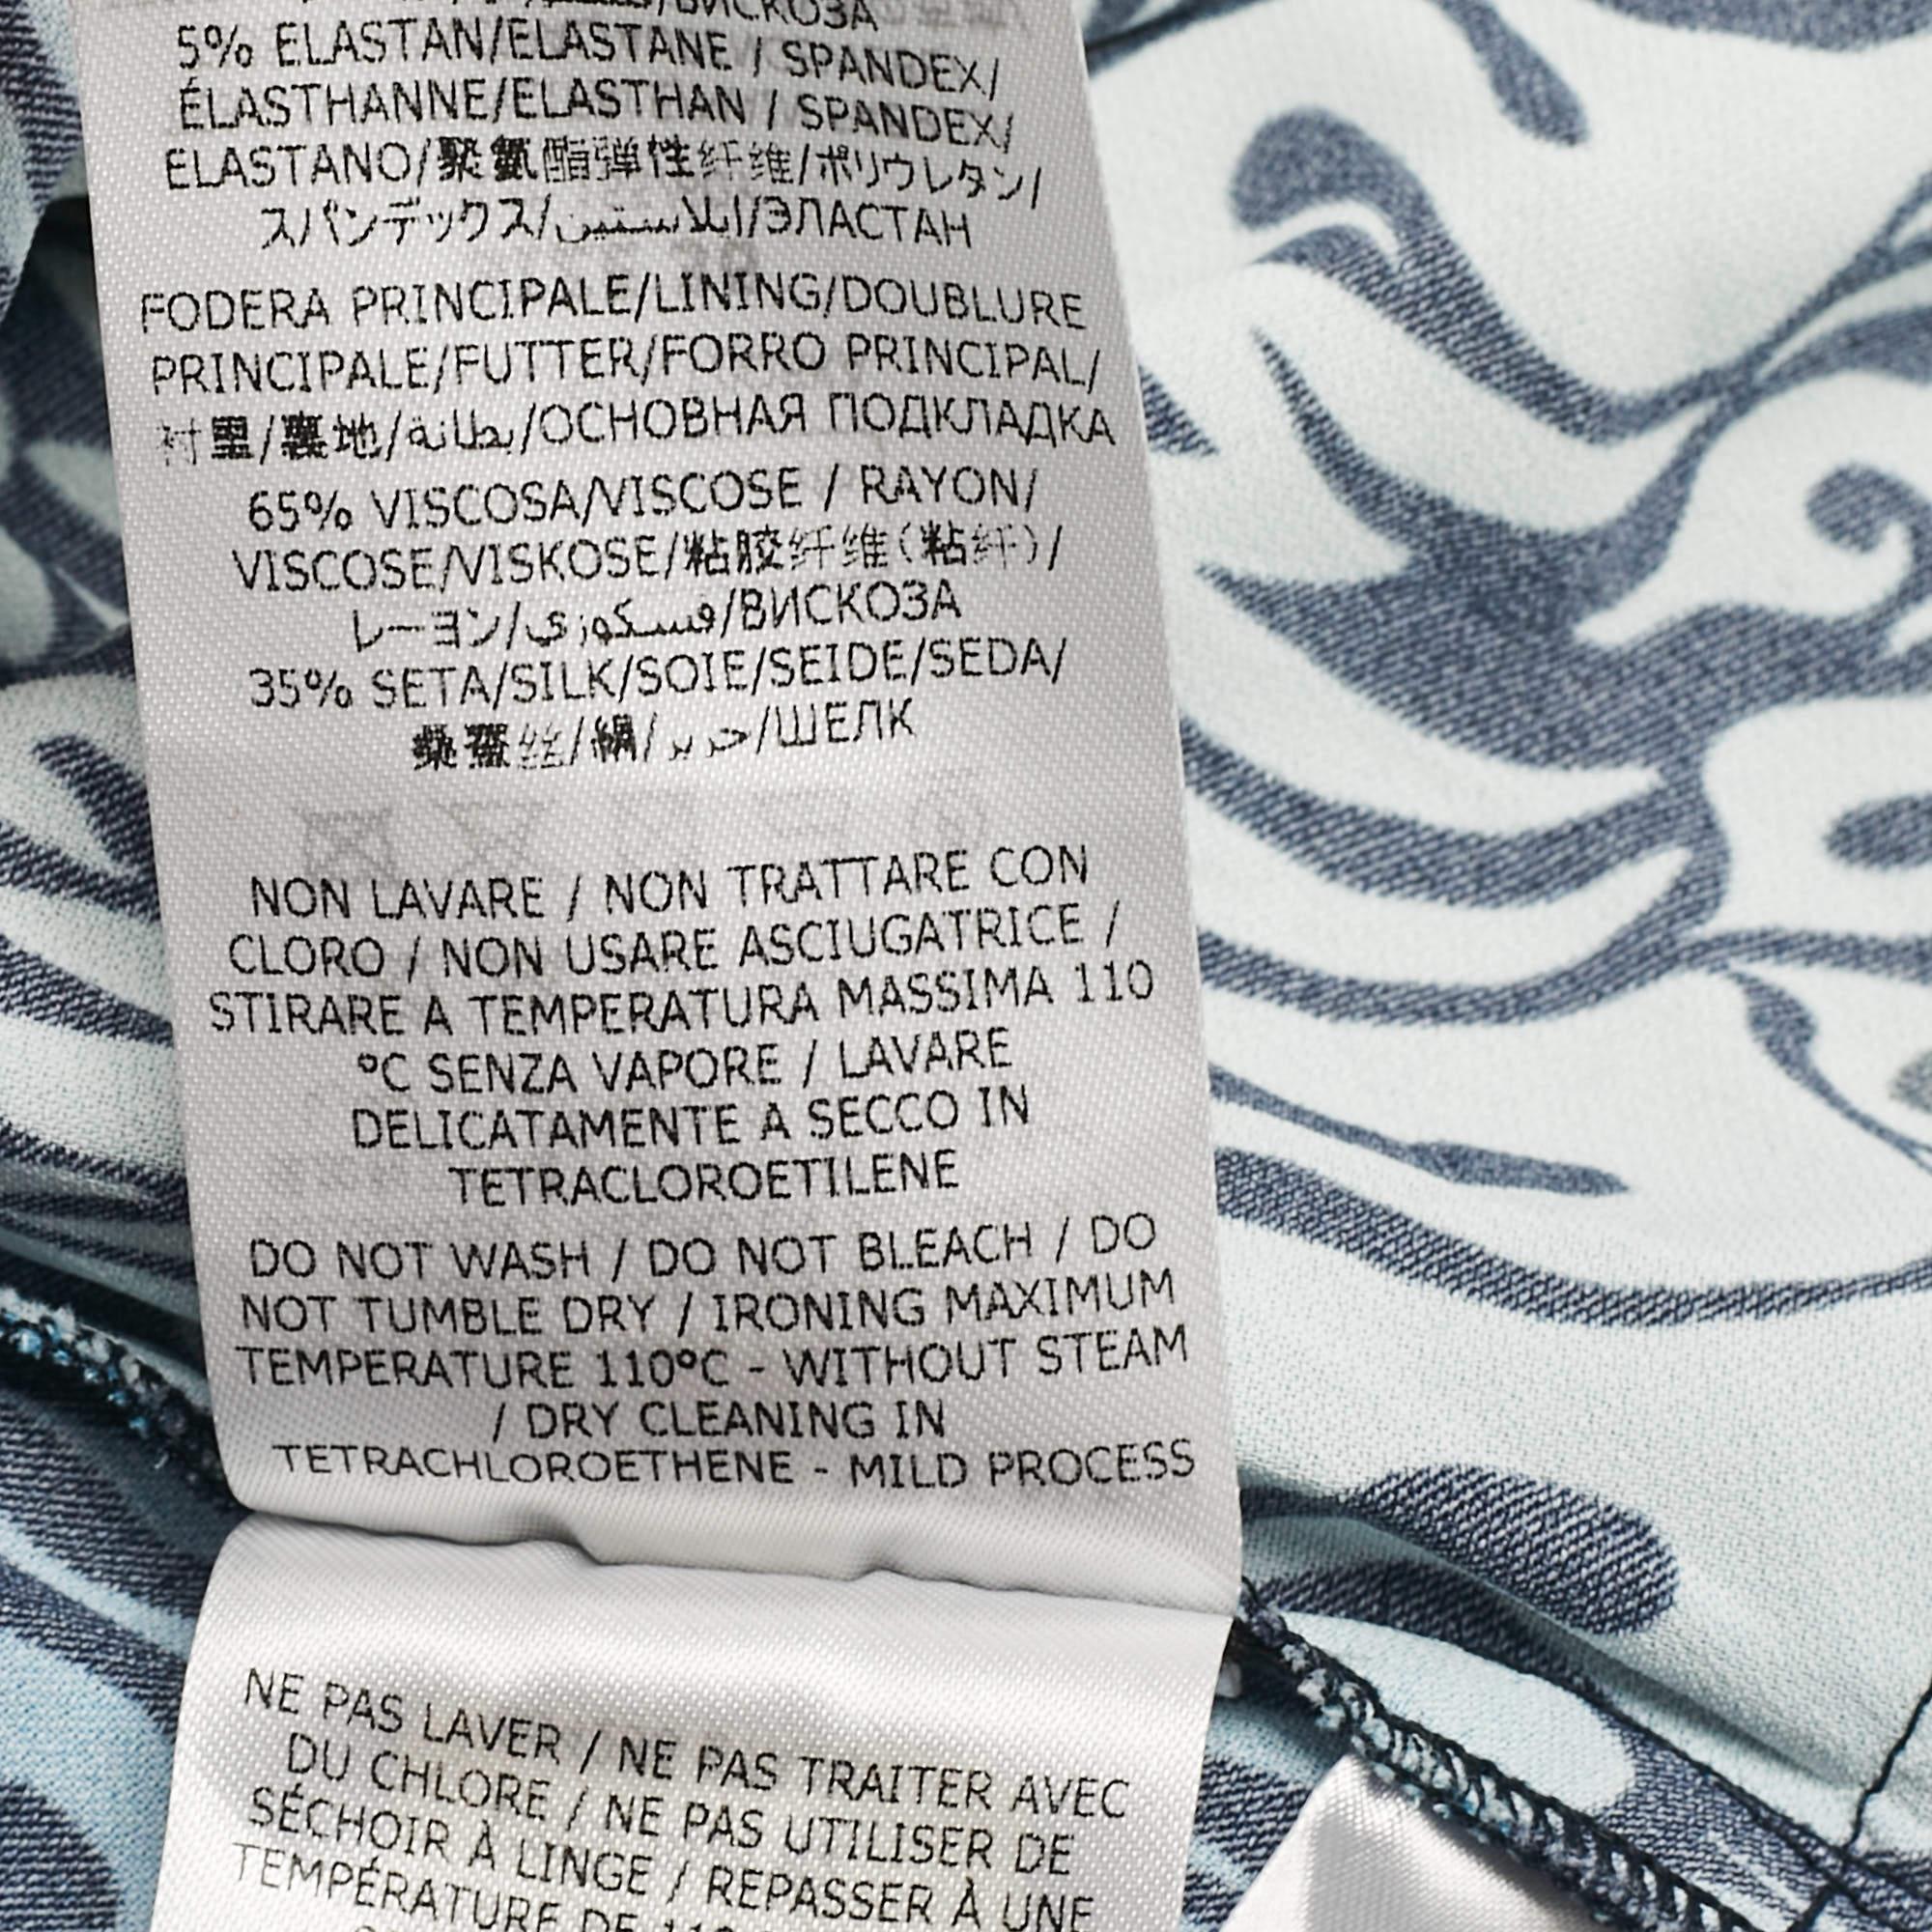 ВИСКОЗА
5% ELASTAN/ELASTANE / SPANDEX/
ÉLASTHANNE/ELASTHAN / SPANDEX/
ELASTANO/聚氨酯弹性纤维/ポリウレタン/
スパンデックス/ايلاستين/ЭЛАСТАН
FODERA PRINCIPALE/LINING/DOUBLURE
PRINCIPALE/FUTTER/FORRO PRINCIPAL/
衬里/裏地/بطانة/ОСНОВНАЯ ПОДКЛАДКА
65% VISCOSA/VISCOSE / RAYON/
VISCOSE/VISKOSE/粘胶纤维(粘纤)/
レーヨン/فسكوزي/ВИСКОЗА
35% SETA/SILK/SOIE/SEIDE/SEDA/
桑蚕丝/絹/حرير/ШЕЛК
NON LAVARE / NON TRATTARE CON
CLORO / NON USARE ASCIUGATRICE /
STIRARE A TEMPERATURA MASSIMA 110
°C SENZA VAPORE / LAVARE
DELICATAMENTE A SECCO IN
TETRACLOROETILENE
DO NOT WASH / DO NOT BLEACH / DO
NOT TUMBLE DRY / IRONING MAXIMUM
TEMPERATURE 110°C - WITHOUT STEAM
/ DRY CLEANING IN
TETRACHLOROETHENE - MILD PROCESS
NE PAS LAVER / NE PAS TRAITER AVEC
DU CHLORE / NE PAS UTILISER DE
SÉCHOIR À LINGE / REPASSER À UNE
TEMPÉRATURE DE 110